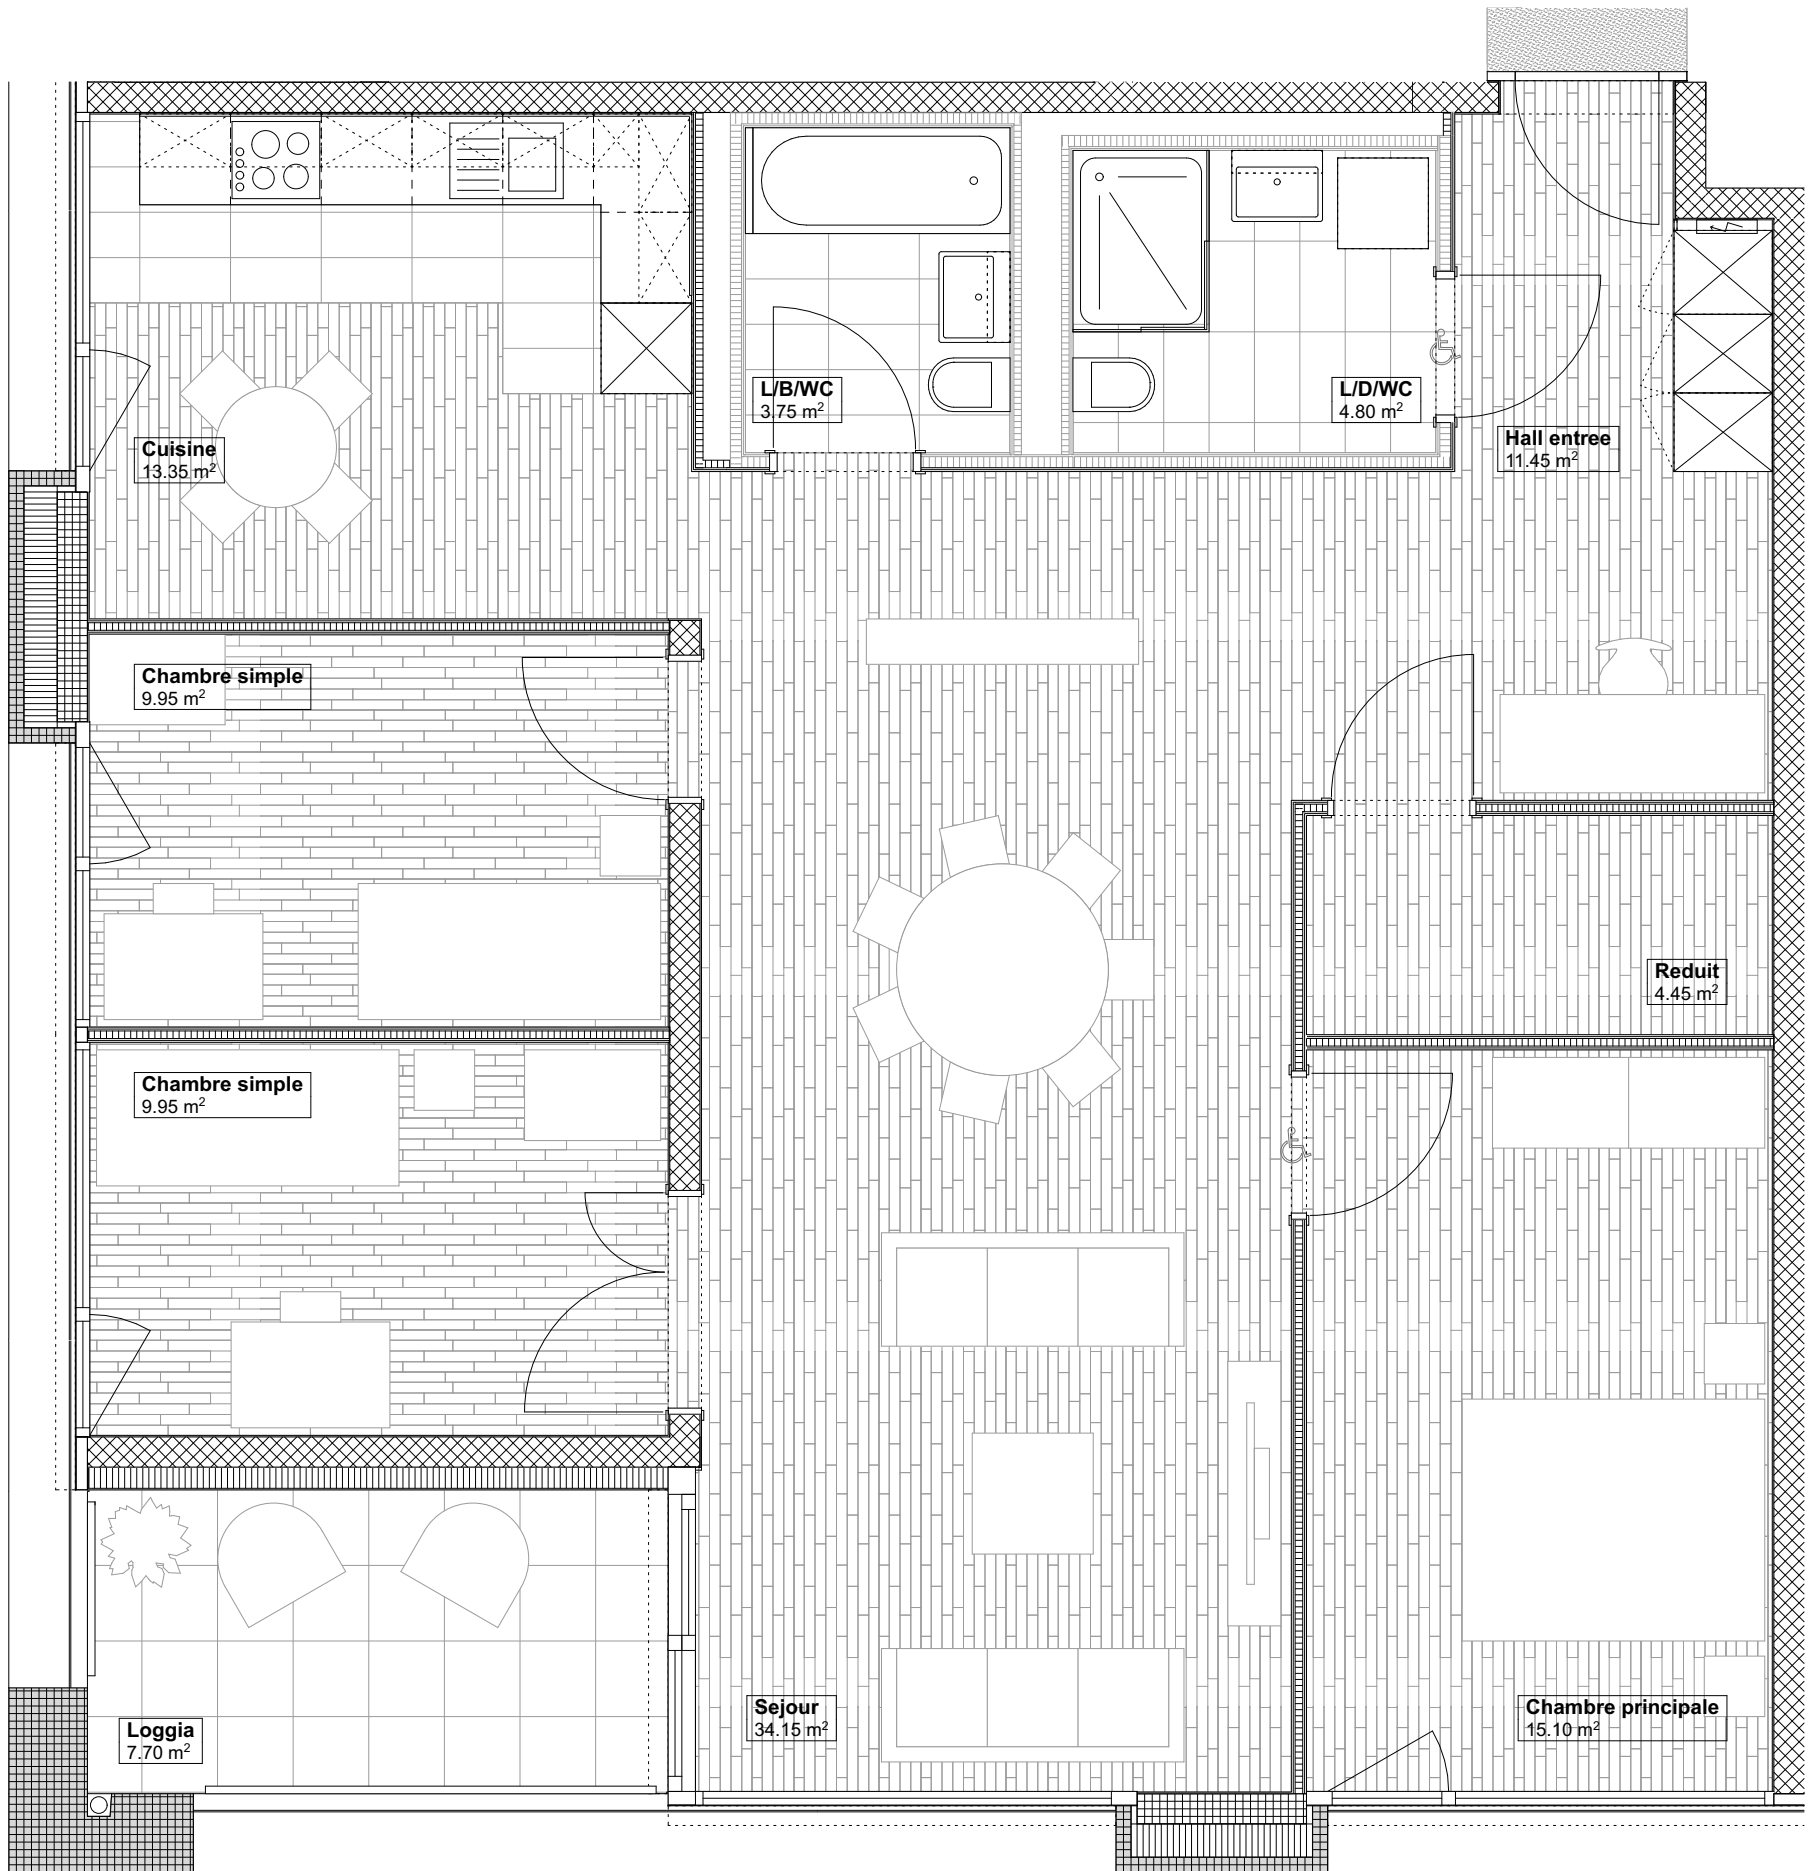 L/B/WC
3.75 m²
L/D/WC
4.80 m²
Hall entree
11.45 m²
Cuisine
13.35 m²
Chambre simple
9.95 m²
Reduit
4.45 m²
Chambre simple
9.95 m²
Loggia
7.70 m²
Sejour
34.15 m²
Chambre principale
15.10 m²